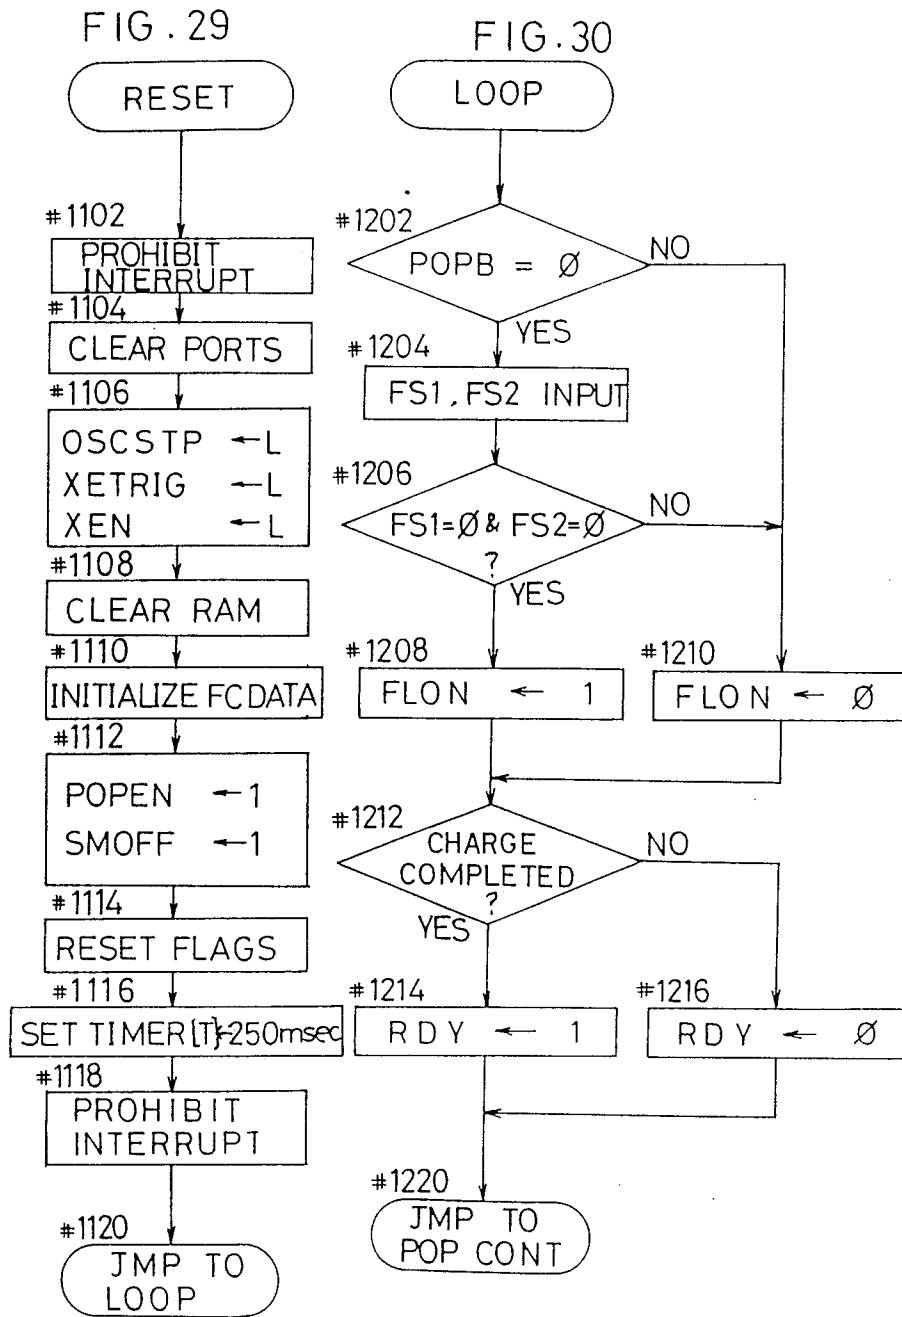 FIG.29
RESET
#1102
PROHIBIT
INTERRUPT
#1104
CLEAR PORTS
#1106
OSCSTP ←L
XETRIG ←L
XEN ←L
#1108
CLEAR RAM
#1110
INITIALIZE FCDATA
#1112
POPEN ←1
SMOFF ←1
#1114
RESET FLAGS
#1116
SET TIMER[T]←250msec
#1118
PROHIBIT
INTERRUPT
#1120
JMP TO
LOOP
FIG.30
LOOP
#1202
POPB = Ø
NO
YES
#1204
FS1,FS2 INPUT
#1206
FS1=Ø & FS2=Ø
?
NO
YES
#1208
FLON ← 1
#1210
FLON ← Ø
#1212
CHARGE
COMPLETED
?
NO
YES
#1214
RDY ← 1
#1216
RDY ← Ø
#1220
JMP TO
POP CONT